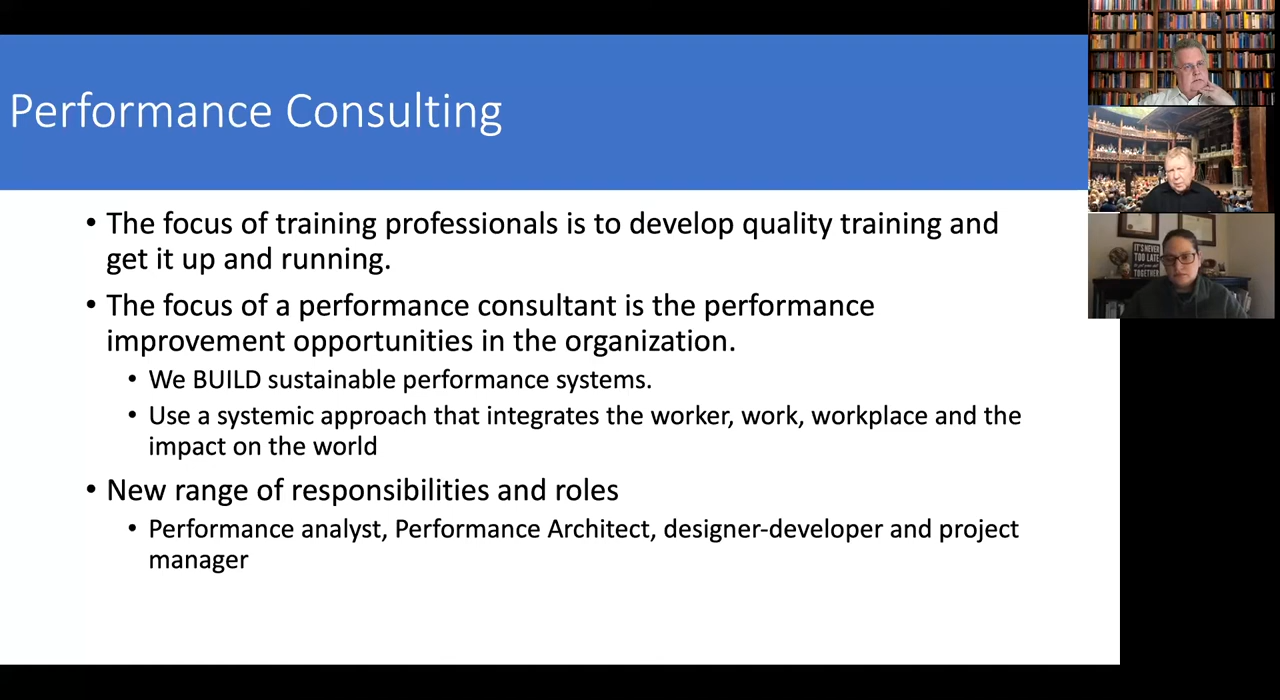 Performance Consulting
• The focus of training professionals is to develop quality training and
get it up and running.
• The focus of a performance consultant is the performance
improvement opportunities in the organization.
• We BUILD sustainable performance systems.
• Use a systemic approach that integrates the worker, work, workplace and the
impact on the world
• New range of responsibilities and roles
• Performance analyst, Performance Architect, designer-developer and project
manager
IT'S NEVER
TOO LATE
TOGETHER